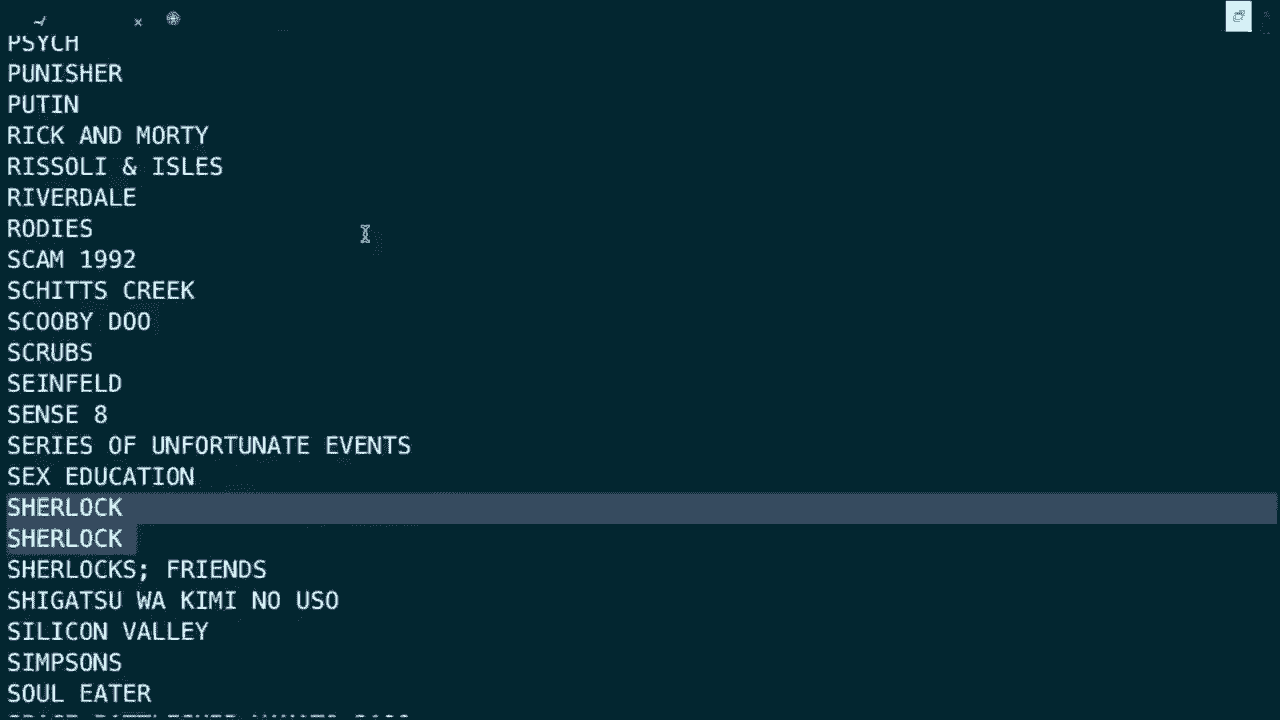 PSYCH
PUNISHER
PUTIN
RICK AND MORTY
RISSOLI & ISLES
RIVERDALE
RODIES
SCAM 1992
SCHITTS CREEK
SCOOBY DOO
SCRUBS
SEINFELD
SENSE 8
SERIES OF UNFORTUNATE EVENTS
SEX EDUCATION
SHERLOCK
SHERLOCK
SHERLOCKS; FRIENDS
SHIGATSU WA KIMI NO USO
SILICON VALLEY
SIMPSONS
SOUL EATER